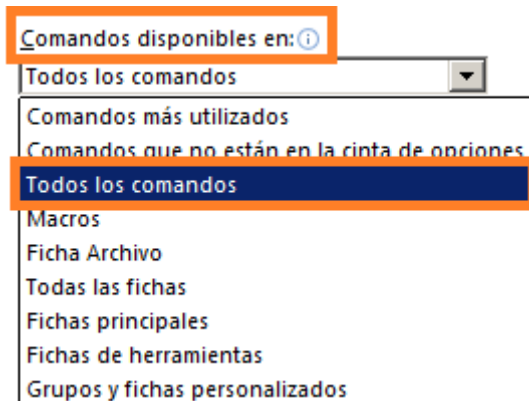 Comandos disponibles en:
Todos los comandos
Comandos más utilizados
Comandos que no están en la cinta de opciones
Todos los comandos
Macros
Ficha Archivo
Todas las fichas
Fichas principales
Fichas de herramientas
Grupos y fichas personalizados